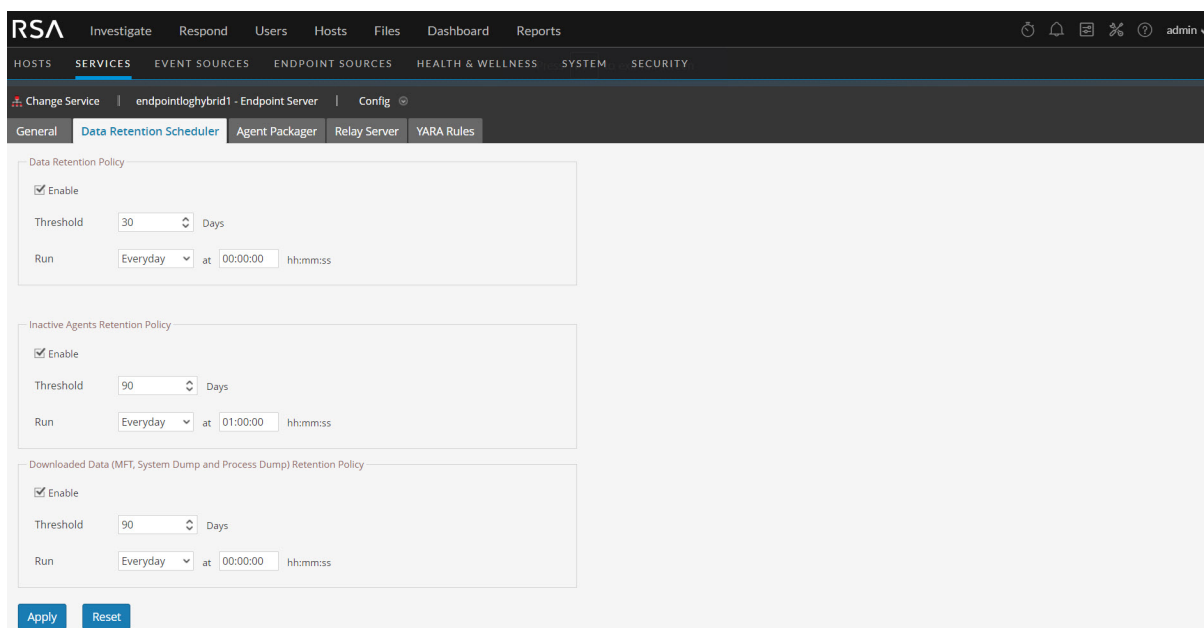 RSA Investigate Respond Users Hosts Files Dashboard Reports admin
HOSTS SERVICES EVENT SOURCES ENDPOINT SOURCES HEALTH & WELLNESS SYSTEM SECURITY
Change Service | endpointloghybrid1 - Endpoint Server | Config
General Data Retention Scheduler Agent Packager Relay Server YARA Rules
Data Retention Policy
Enable
Threshold 30 Days
Run Everyday at 00:00:00 hh:mm:ss
Inactive Agents Retention Policy
Enable
Threshold 90 Days
Run Everyday at 01:00:00 hh:mm:ss
Downloaded Data (MFT, System Dump and Process Dump) Retention Policy
Enable
Threshold 90 Days
Run Everyday at 00:00:00 hh:mm:ss
Apply Reset